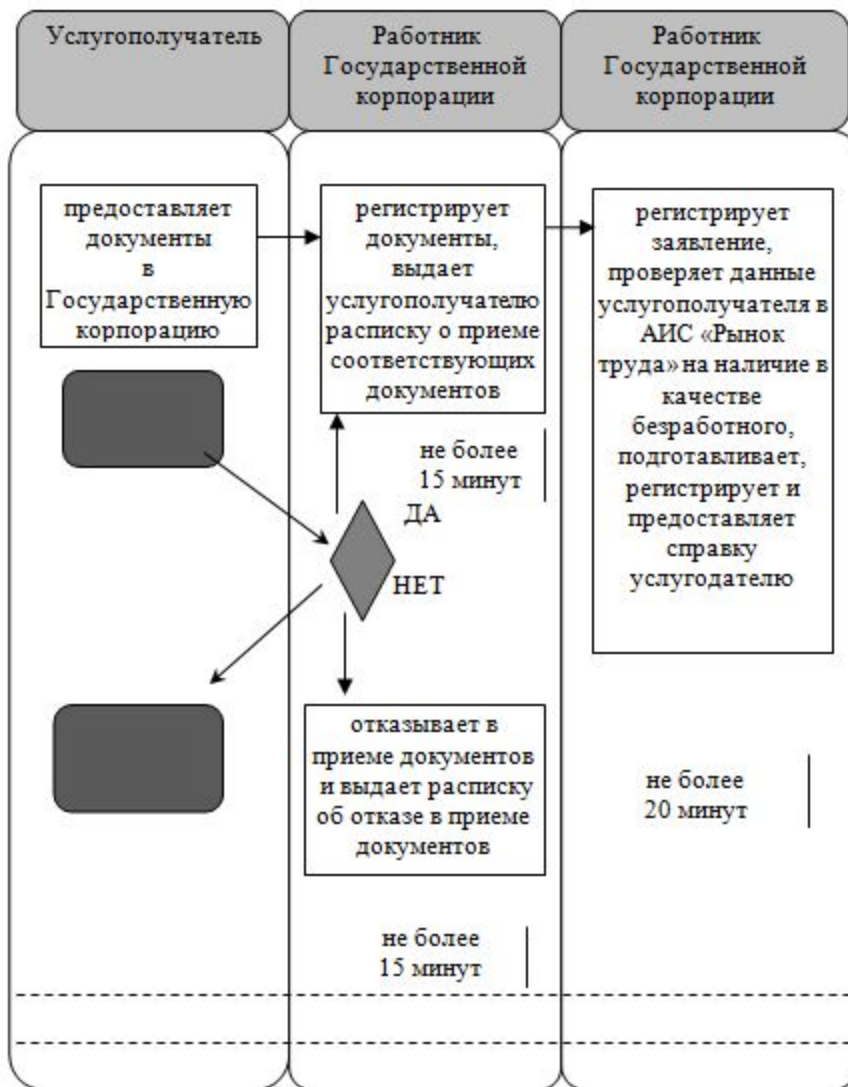 Услугополучатель
Работник
Государственной
корпорации
Работник
Государственной
корпорации
предоставляет
документы
в
Государственную
корпорацию
регистрирует
документы,
выдает
услугополучателю
расписку о приеме
соответствующих
документов
не более
15 минут
ДА
НЕТ
отказывает в
приеме документов
и выдает расписку
об отказе в приеме
документов
не более
15 минут
регистрирует
заявление,
проверяет данные
услугополучателя в
АИС «Рынок
труда» на наличие в
качестве
безработного,
подготавливает,
регистрирует и
предоставляет
справку
услугодателю
не более
20 минут